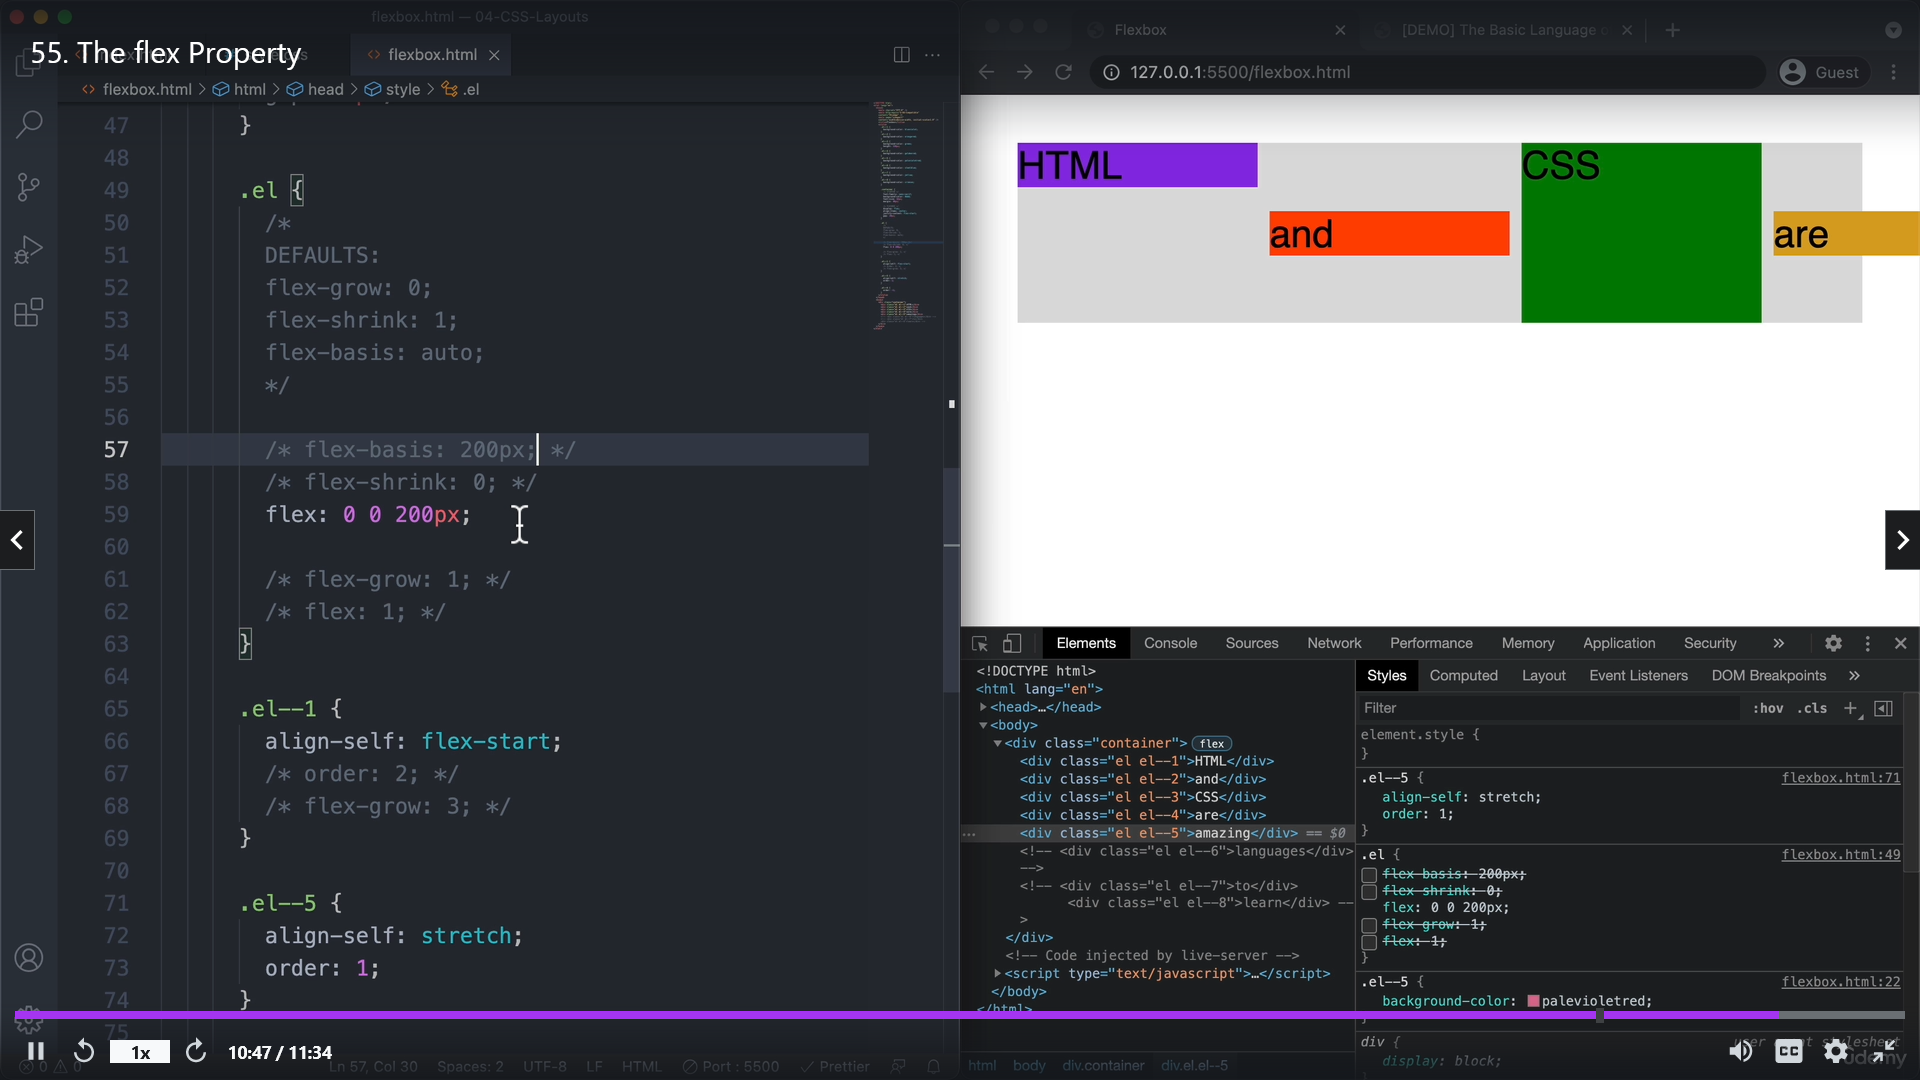 flexbox.html — 04-CSS-Layouts
55. The flex Property
flexbox.html
flexbox.html > html > head > style > .el
47 }
48
49 .el {
50 /*
51 DEFAULTS:
52 flex-grow: 0;
53 flex-shrink: 1;
54 flex-basis: auto;
55 */
56
57 /* flex-basis: 200px; */
58 /* flex-shrink: 0; */
59 flex: 0 0 200px;
60
61 /* flex-grow: 1; */
62 /* flex: 1; */
63 }
64
65 .el--1 {
66 align-self: flex-start;
67 /* order: 2; */
68 /* flex-grow: 3; */
69 }
70
71 .el--5 {
72 align-self: stretch;
73 order: 1;
74 }
75
1x
10:47 / 11:34
0 0 Ln 57, Col 30 Spaces: 2 UTF-8 LF HTML Port : 5500 Prettier
Flexbox
[DEMO] The Basic Language o
127.0.0.1:5500/flexbox.html
Guest
HTML
and
CSS
are
Elements Console Sources Network Performance Memory Application Security »
<!DOCTYPE html>
<html lang="en">
<head>…</head>
<body>
<div class="container"> flex
<div class="el el--1">HTML</div>
<div class="el el--2">and</div>
<div class="el el--3">CSS</div>
<div class="el el--4">are</div>
<div class="el el--5">amazing</div> == $0
<!-- <div class="el el--6">languages</div>
-->
<!-- <div class="el el--7">to</div>
<div class="el el--8">learn</div> --
>
</div>
<!-- Code injected by live-server -->
<script type="text/javascript">…</script>
</body>
</html>
html body div.container div.el.el--5
Styles Computed Layout Event Listeners DOM Breakpoints »
Filter :hov .cls +
element.style {
}
.el--5 { flexbox.html:71
align-self: stretch;
order: 1;
}
.el { flexbox.html:49
flex-basis: 200px;
flex-shrink: 0;
flex: 0 0 200px;
flex-grow: 1;
flex: 1;
}
.el--5 { flexbox.html:22
background-color: palevioletred;
}
div { user agent stylesheet
display: block;
CC
udemy